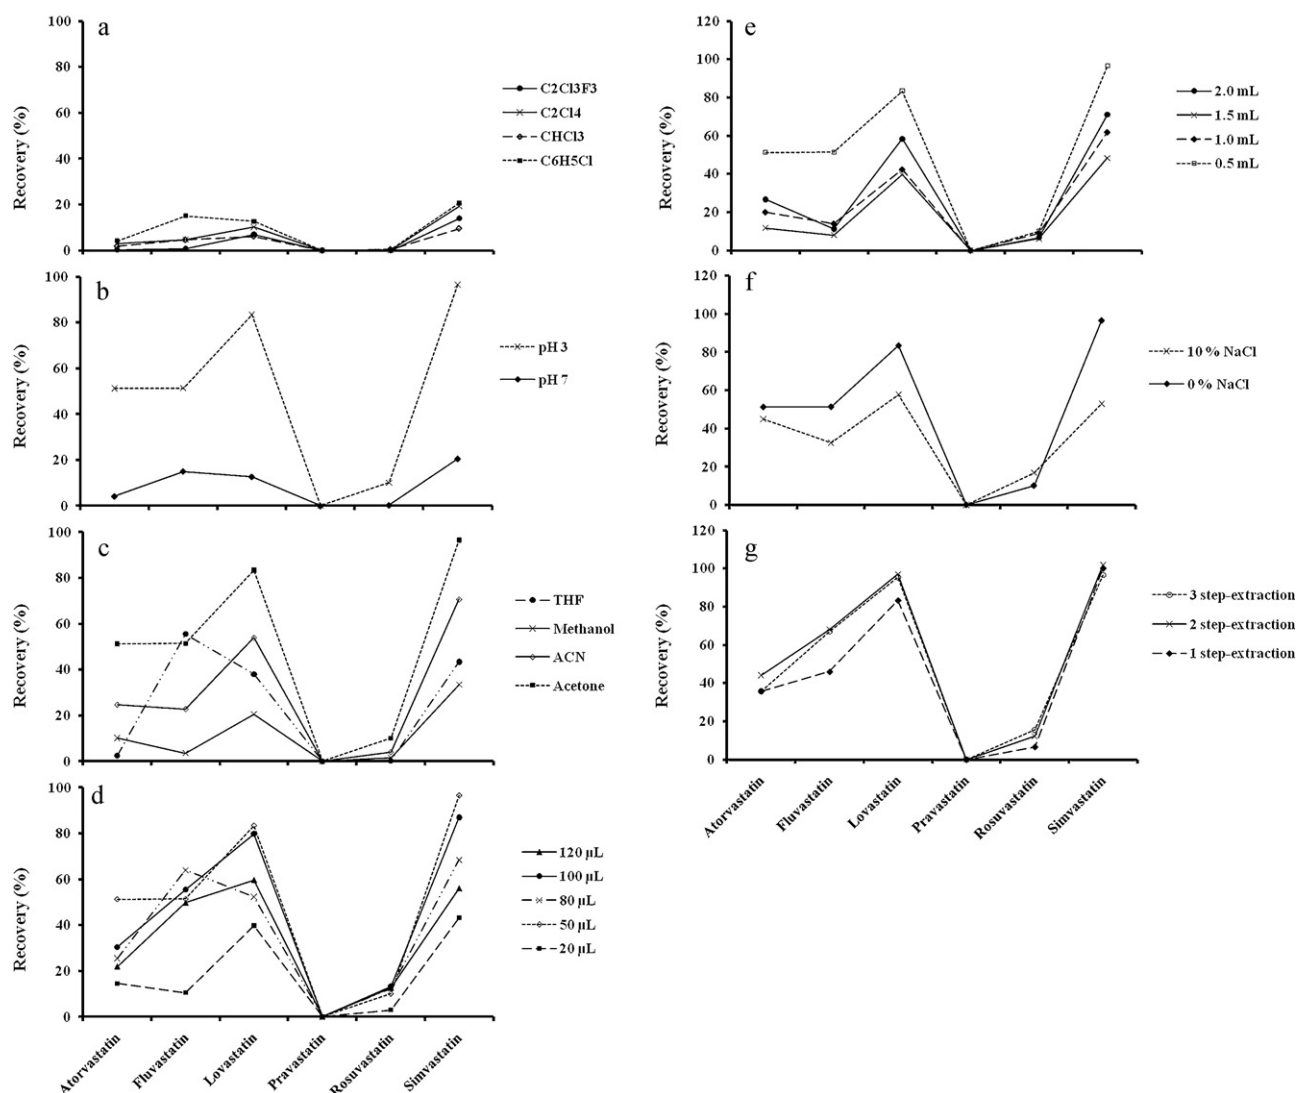 a
100
80
60
40
20
0
Recovery (%)
C2Cl3F3
C2Cl4
CHCl3
C6H5Cl
b
100
80
60
40
20
0
Recovery (%)
pH 3
pH 7
c
100
80
60
40
20
0
Recovery (%)
THF
Methanol
ACN
Acetone
d
100
80
60
40
20
0
Recovery (%)
120 µL
100 µL
80 µL
50 µL
20 µL
Atorvastatin
Fluvastatin
Lovastatin
Pravastatin
Rosuvastatin
Simvastatin
e
120
100
80
60
40
20
0
Recovery (%)
2.0 mL
1.5 mL
1.0 mL
0.5 mL
f
120
100
80
60
40
20
0
Recovery (%)
10 % NaCl
0 % NaCl
g
120
100
80
60
40
20
0
Recovery (%)
3 step-extraction
2 step-extraction
1 step-extraction
Atorvastatin
Fluvastatin
Lovastatin
Pravastatin
Rosuvastatin
Simvastatin